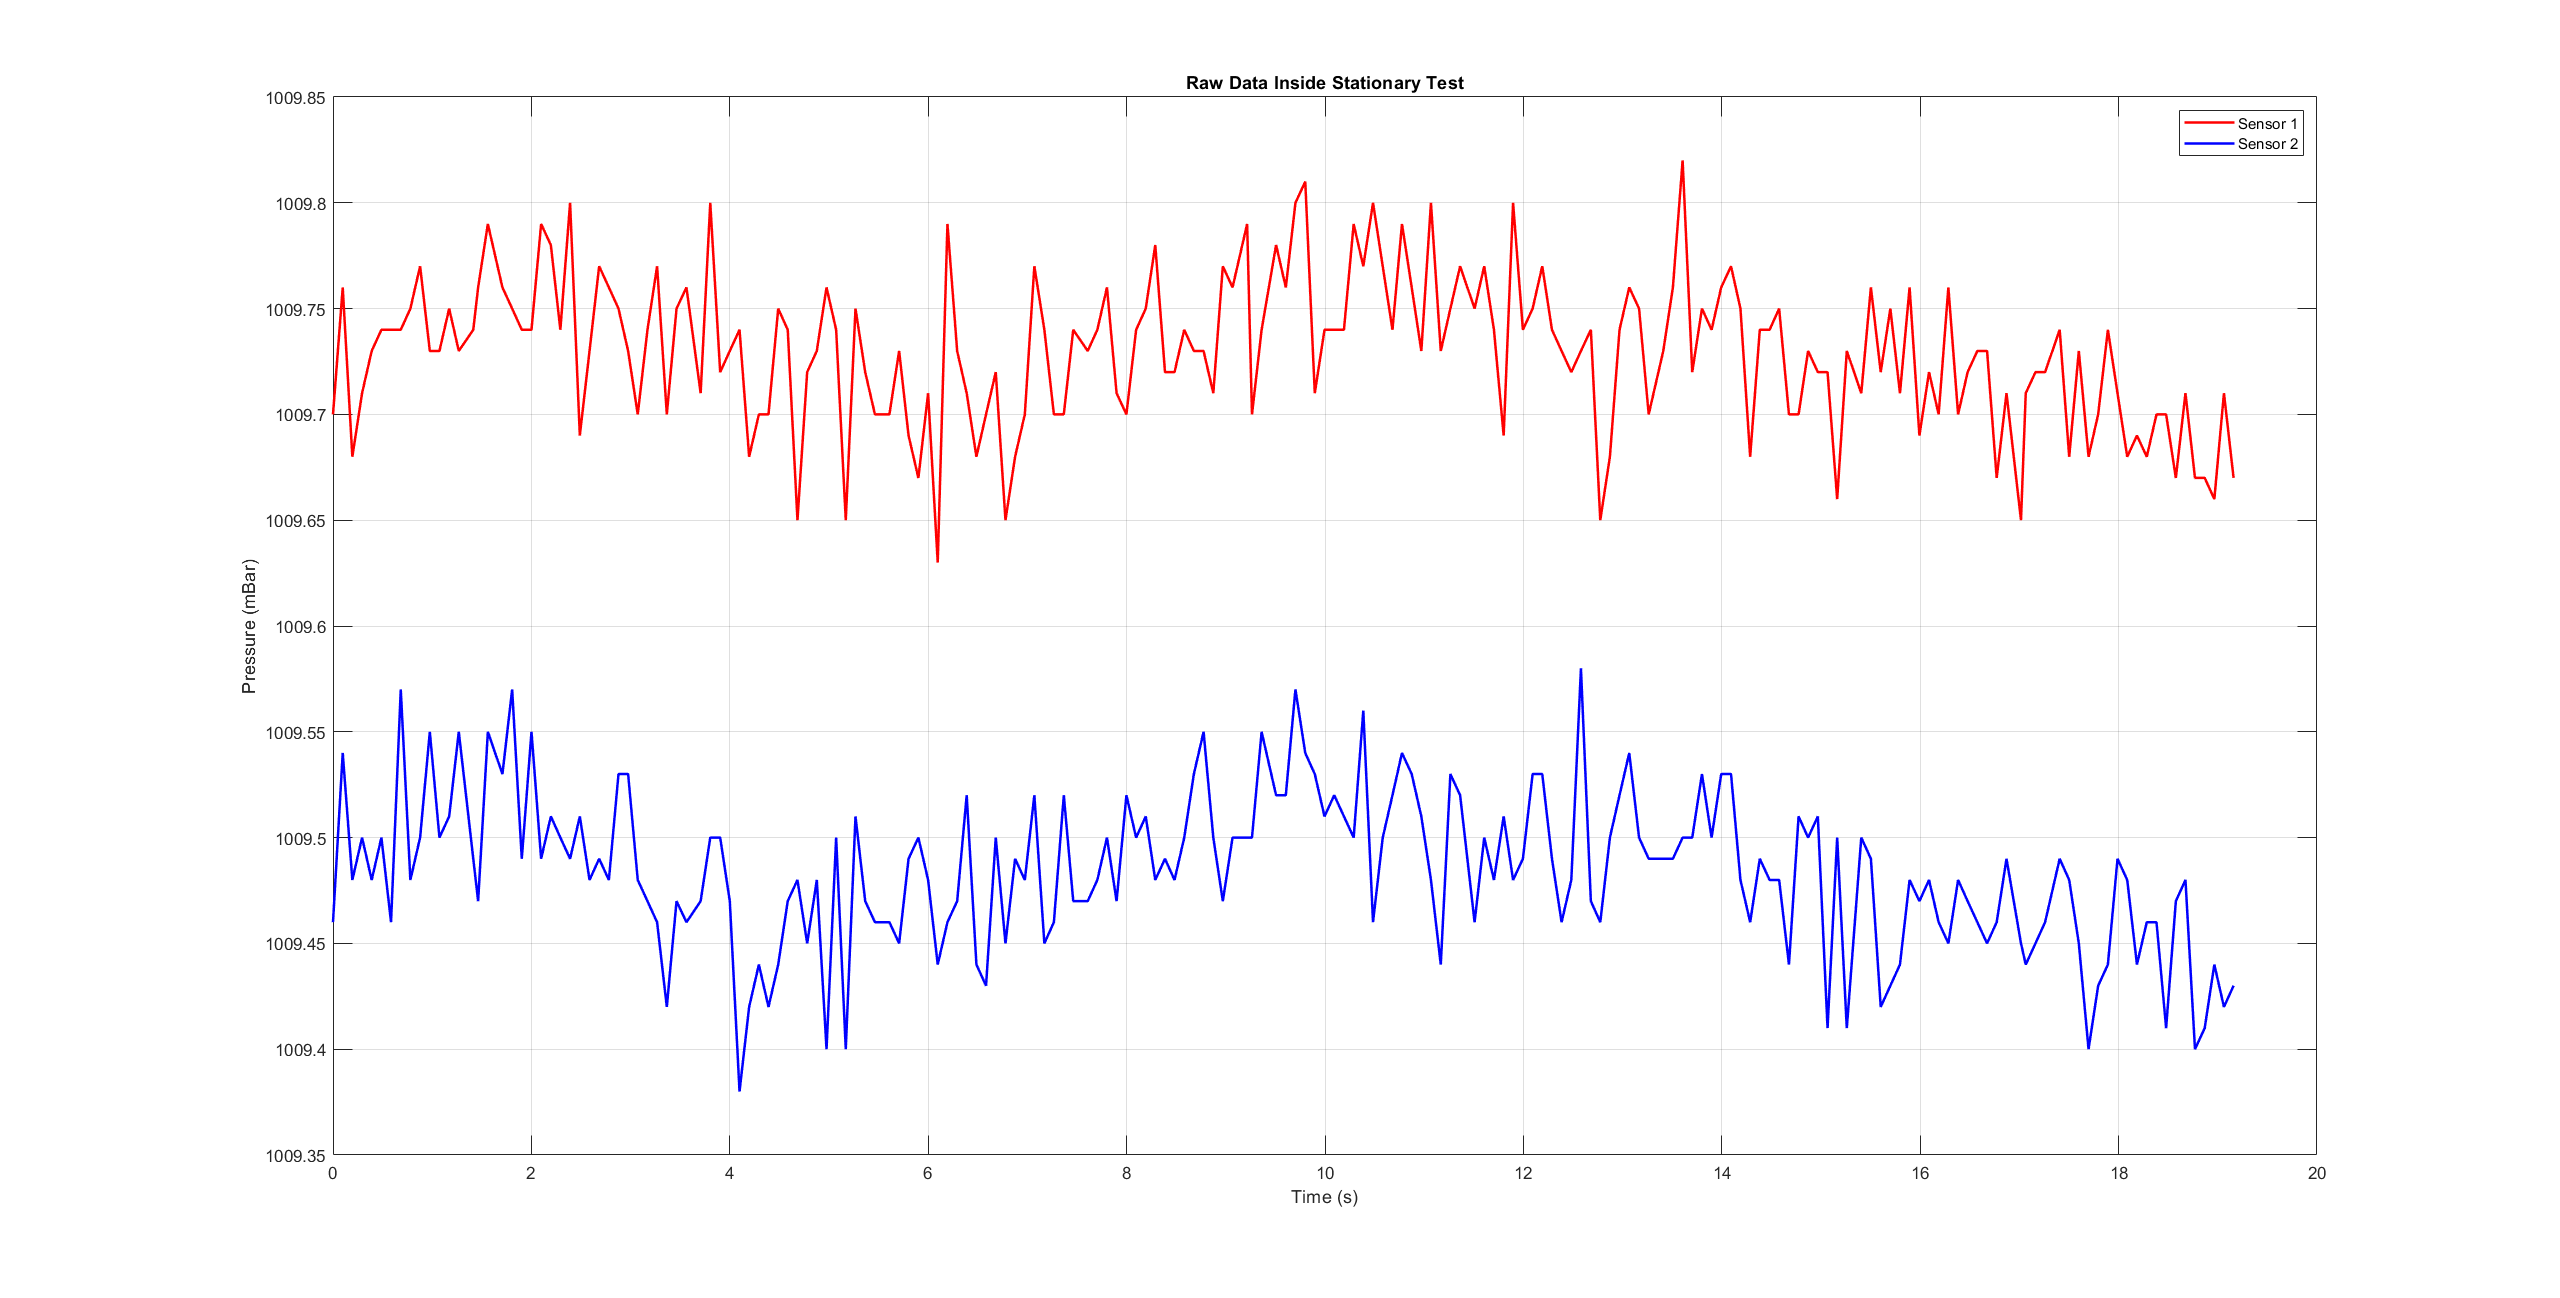 Raw Data Inside Stationary Test
1009.85
1009.8
1009.75
1009.7
1009.65
1009.6
1009.55
1009.5
1009.45
1009.4
1009.35
Pressure (mBar)
Sensor 1
Sensor 2
0 2 4 6 8 10 12 14 16 18 20
Time (s)